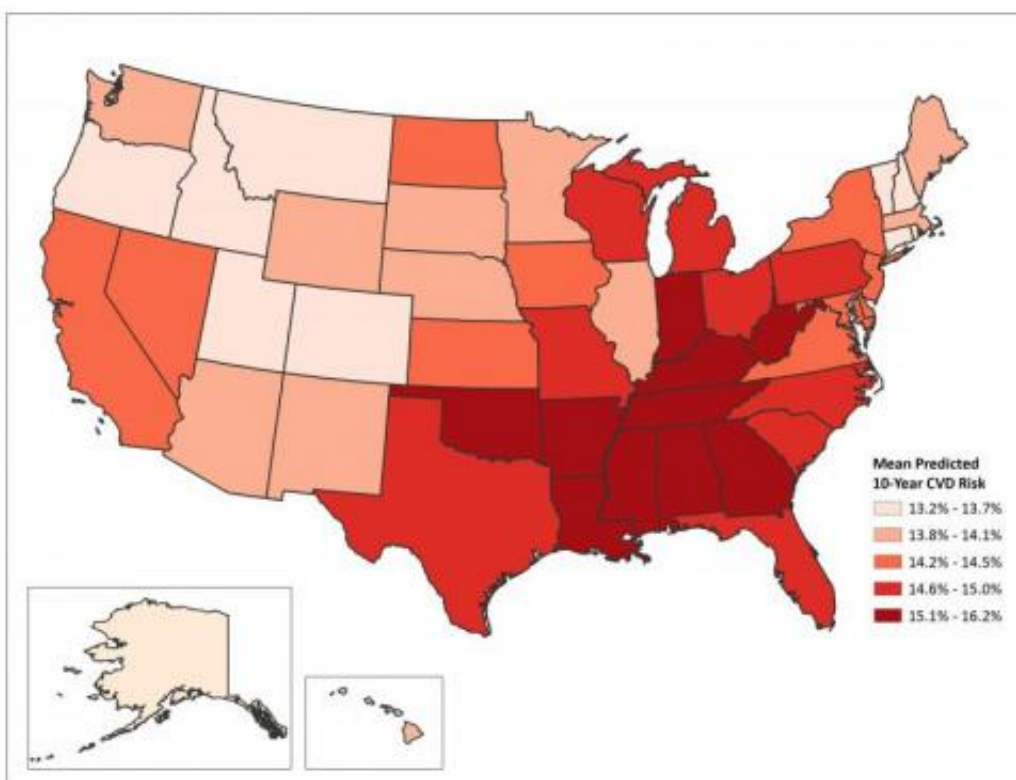 Mean Predicted
10-Year CVD Risk
13.2% - 13.7%
13.8% - 14.1%
14.2% - 14.5%
14.6% - 15.0%
15.1% - 16.2%